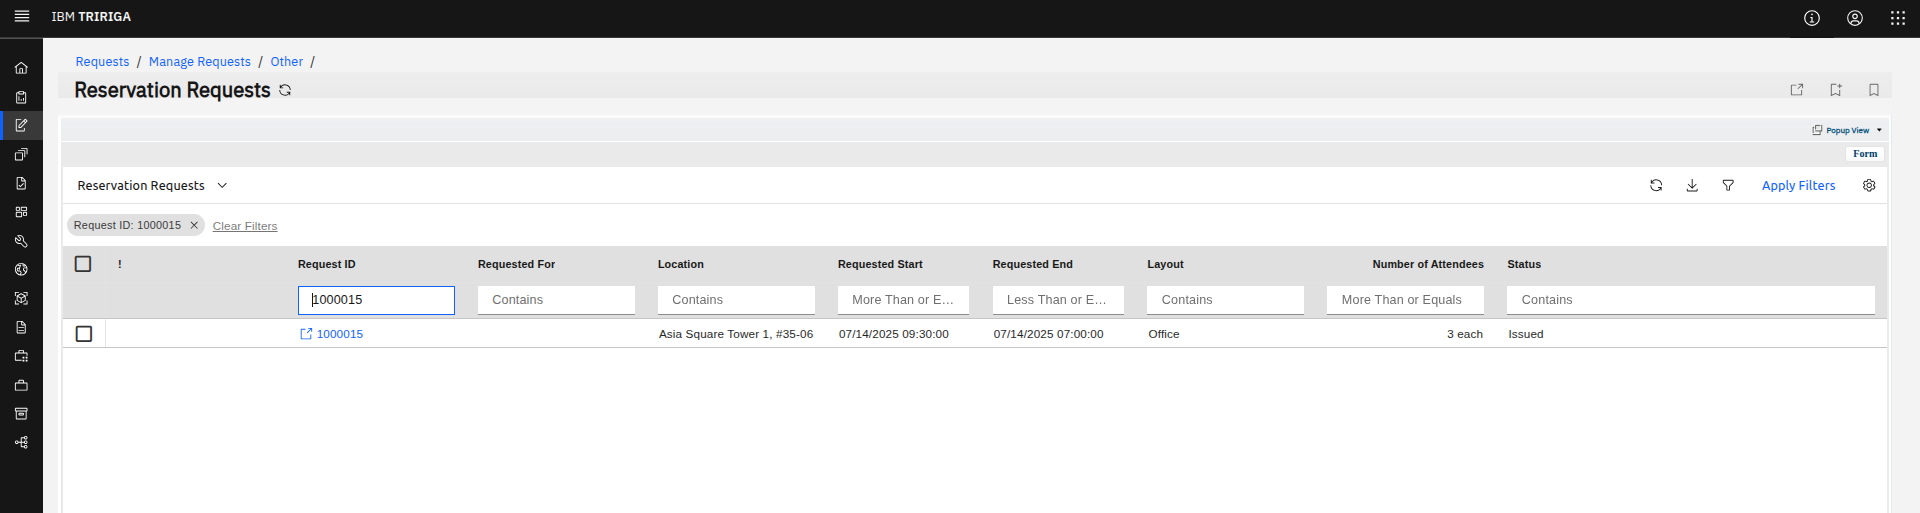 IBM TRIRIGA
Requests / Manage Requests / Other /
Reservation Requests
Popup View
Form
Reservation Requests
Apply Filters
Request ID: 1000015 Clear Filters
! Request ID Requested For Location Requested Start Requested End Layout Number of Attendees Status
1000015 Contains Contains More Than or E... Less Than or E... Contains More Than or Equals Contains
1000015 Asia Square Tower 1, #35-06 07/14/2025 09:30:00 07/14/2025 07:00:00 Office 3 each Issued